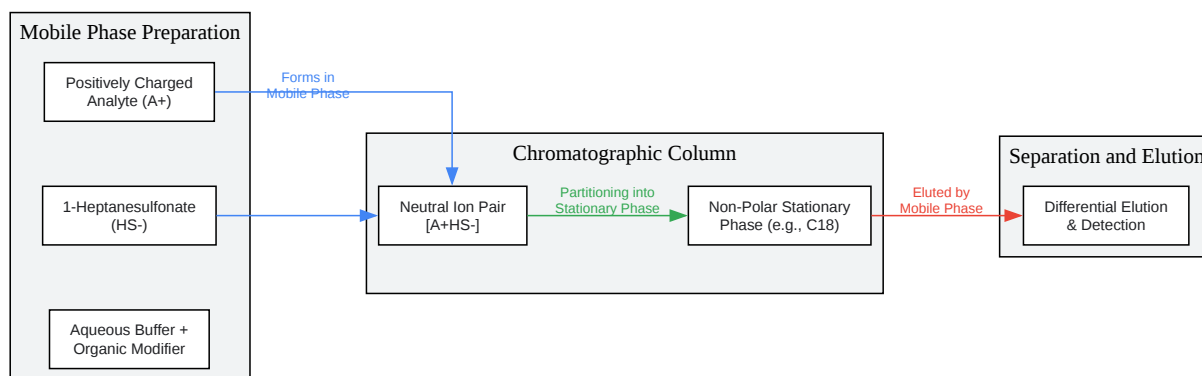 Mobile Phase Preparation
Positively Charged
Analyte (A+)
Forms in
Mobile Phase
1-Heptanesulfonate
(HS-)
Aqueous Buffer +
Organic Modifier
Chromatographic Column
Neutral Ion Pair
[A+HS-]
Partitioning into
Stationary Phase
Non-Polar Stationary
Phase (e.g., C18)
Eluted by
Mobile Phase
Separation and Elution
Differential Elution
& Detection